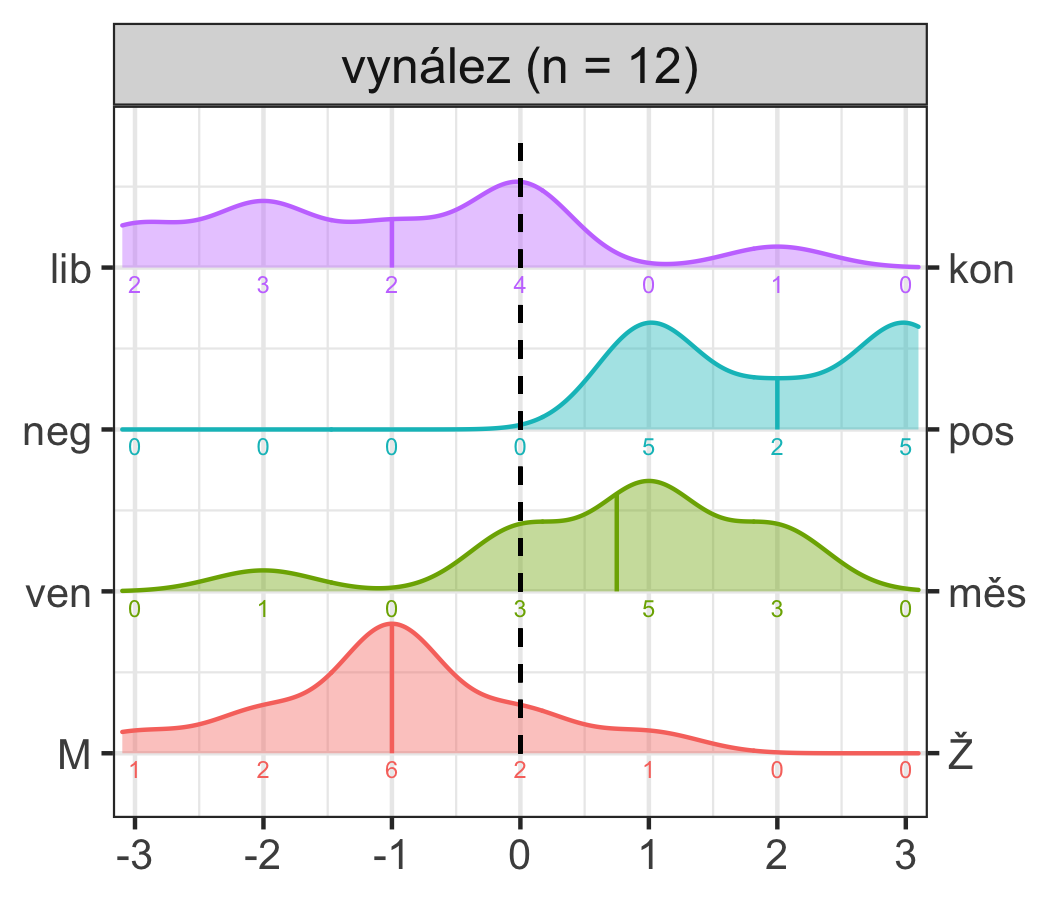 vynález (n = 12)
lib kon
2 3 2 4 0 1 0
neg pos
0 0 0 0 5 2 5
ven měs
0 1 0 3 5 3 0
M Ž
1 2 6 2 1 0 0
-3 -2 -1 0 1 2 3